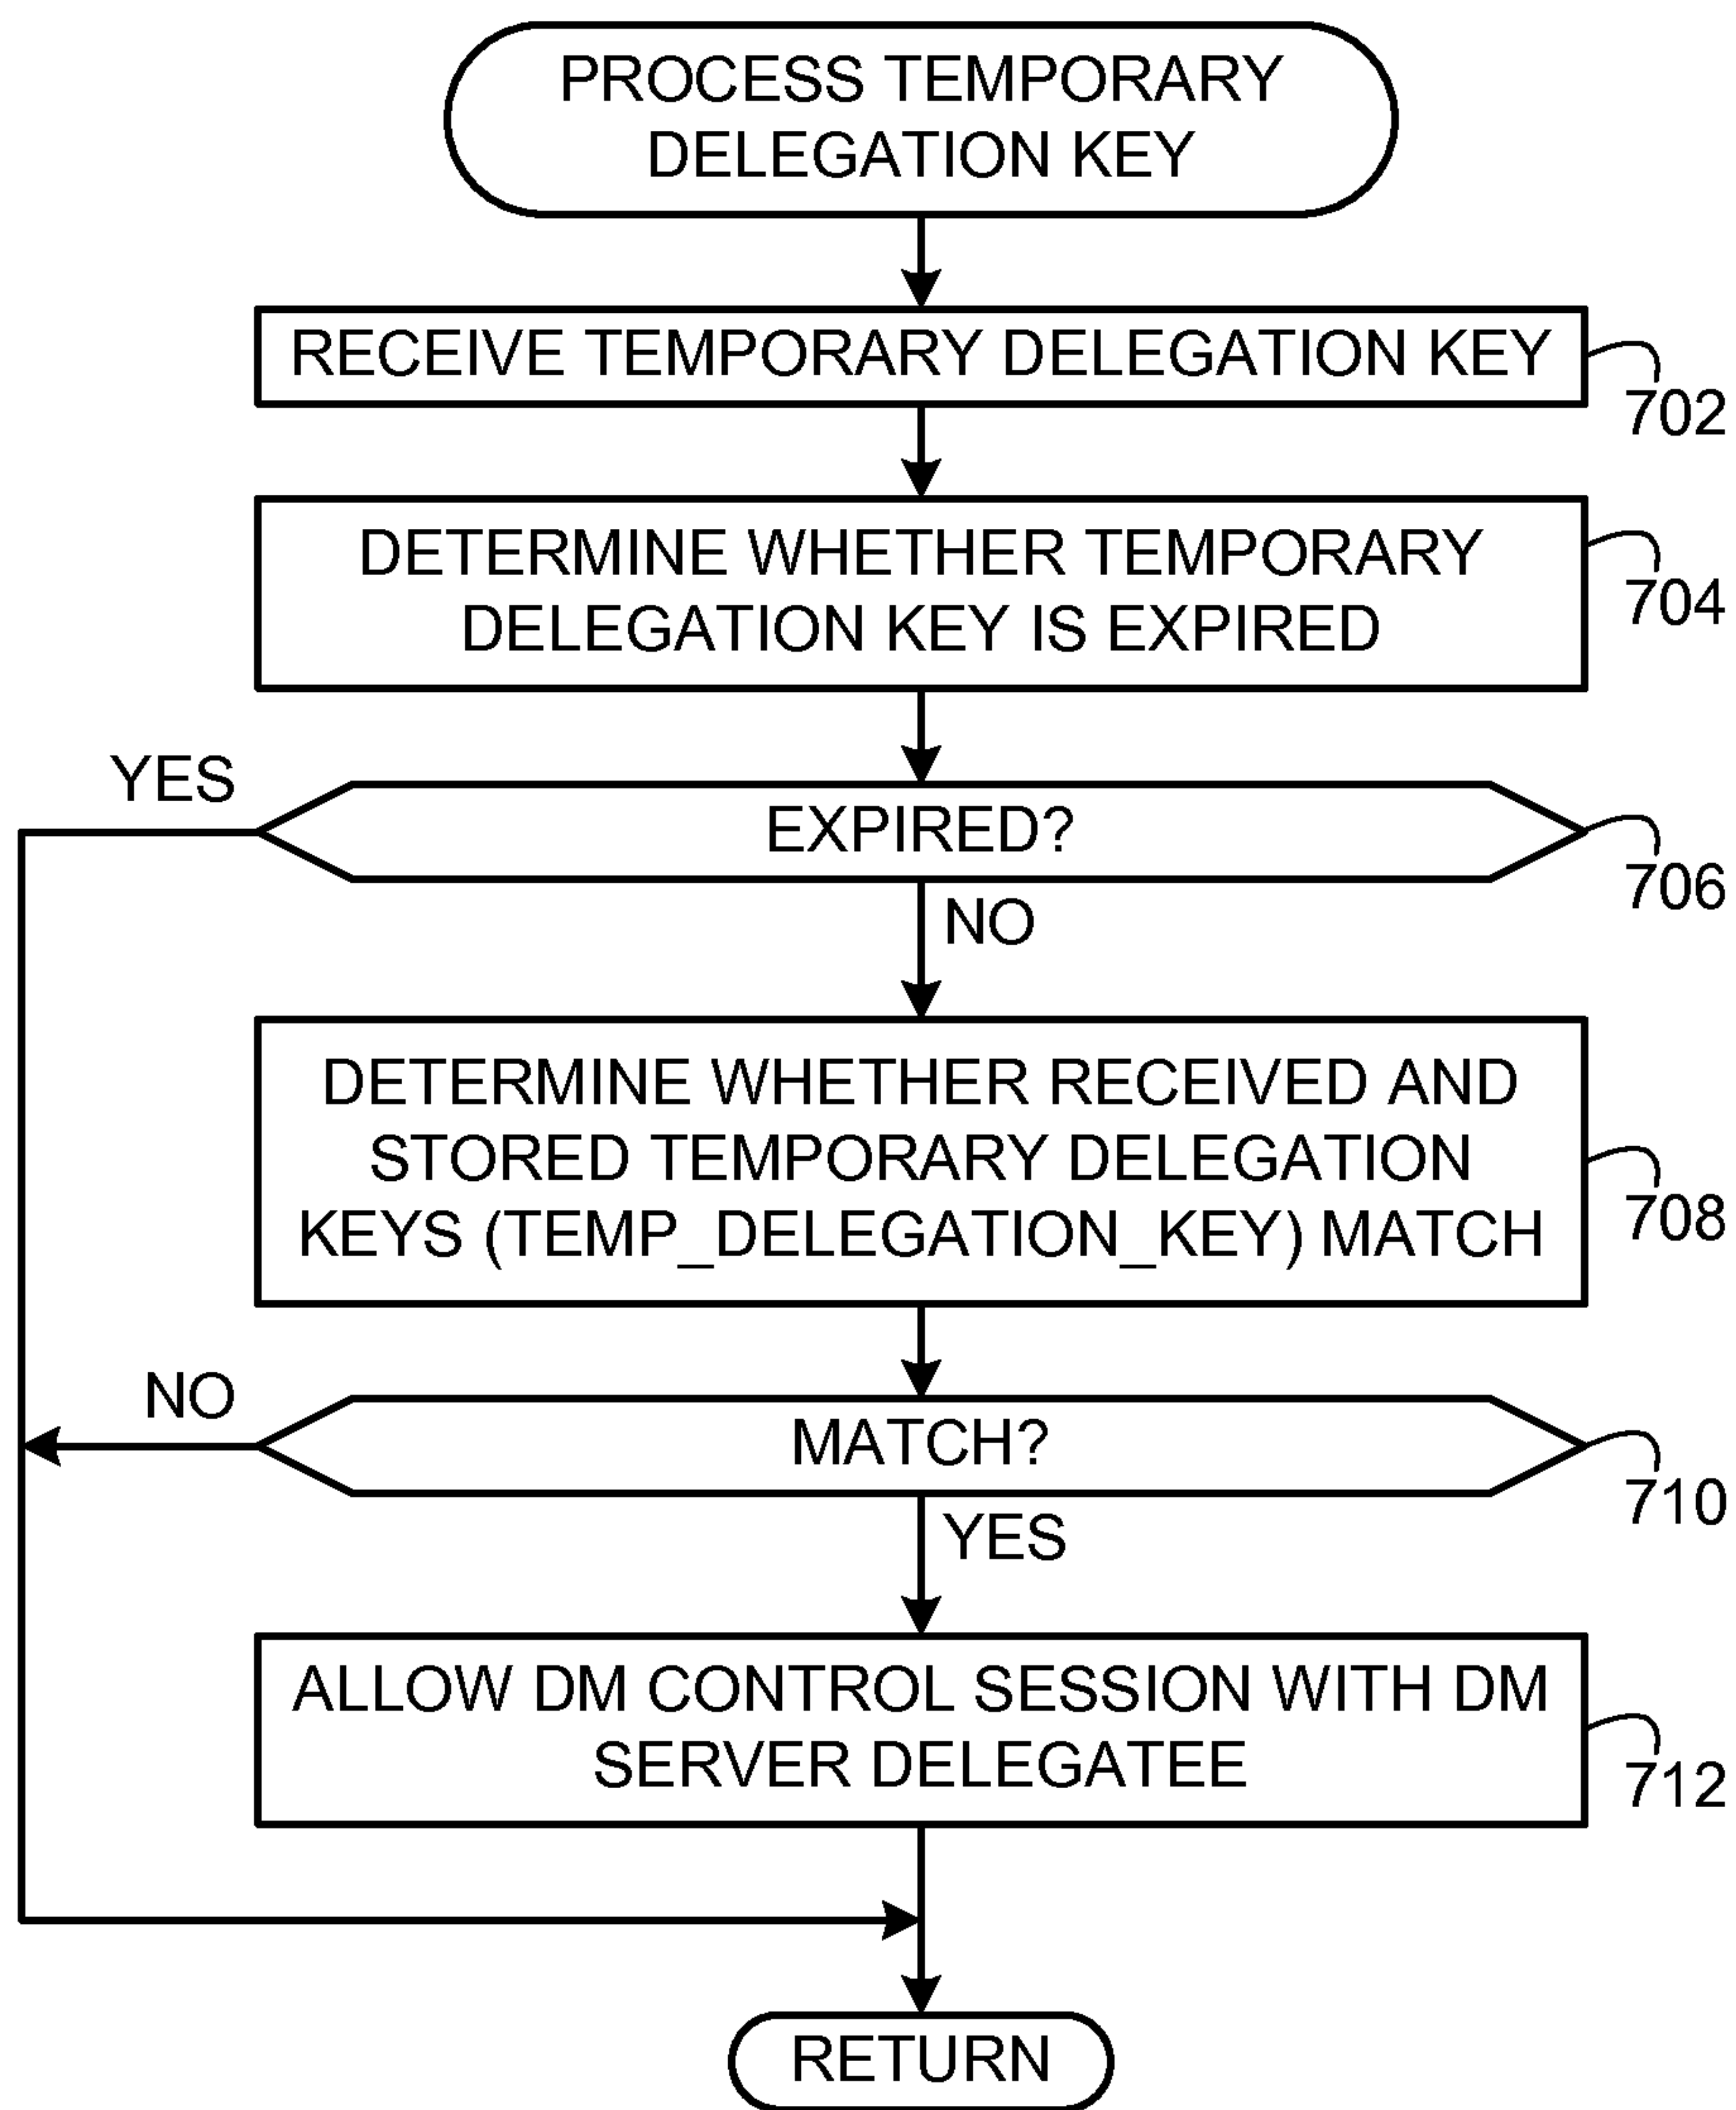 PROCESS TEMPORARY
DELEGATION KEY
RECEIVE TEMPORARY DELEGATION KEY
702
DETERMINE WHETHER TEMPORARY
DELEGATION KEY IS EXPIRED
704
YES
EXPIRED?
706
NO
DETERMINE WHETHER RECEIVED AND
STORED TEMPORARY DELEGATION
KEYS (TEMP_DELEGATION_KEY) MATCH
708
NO
MATCH?
710
YES
ALLOW DM CONTROL SESSION WITH DM
SERVER DELEGATEE
712
RETURN